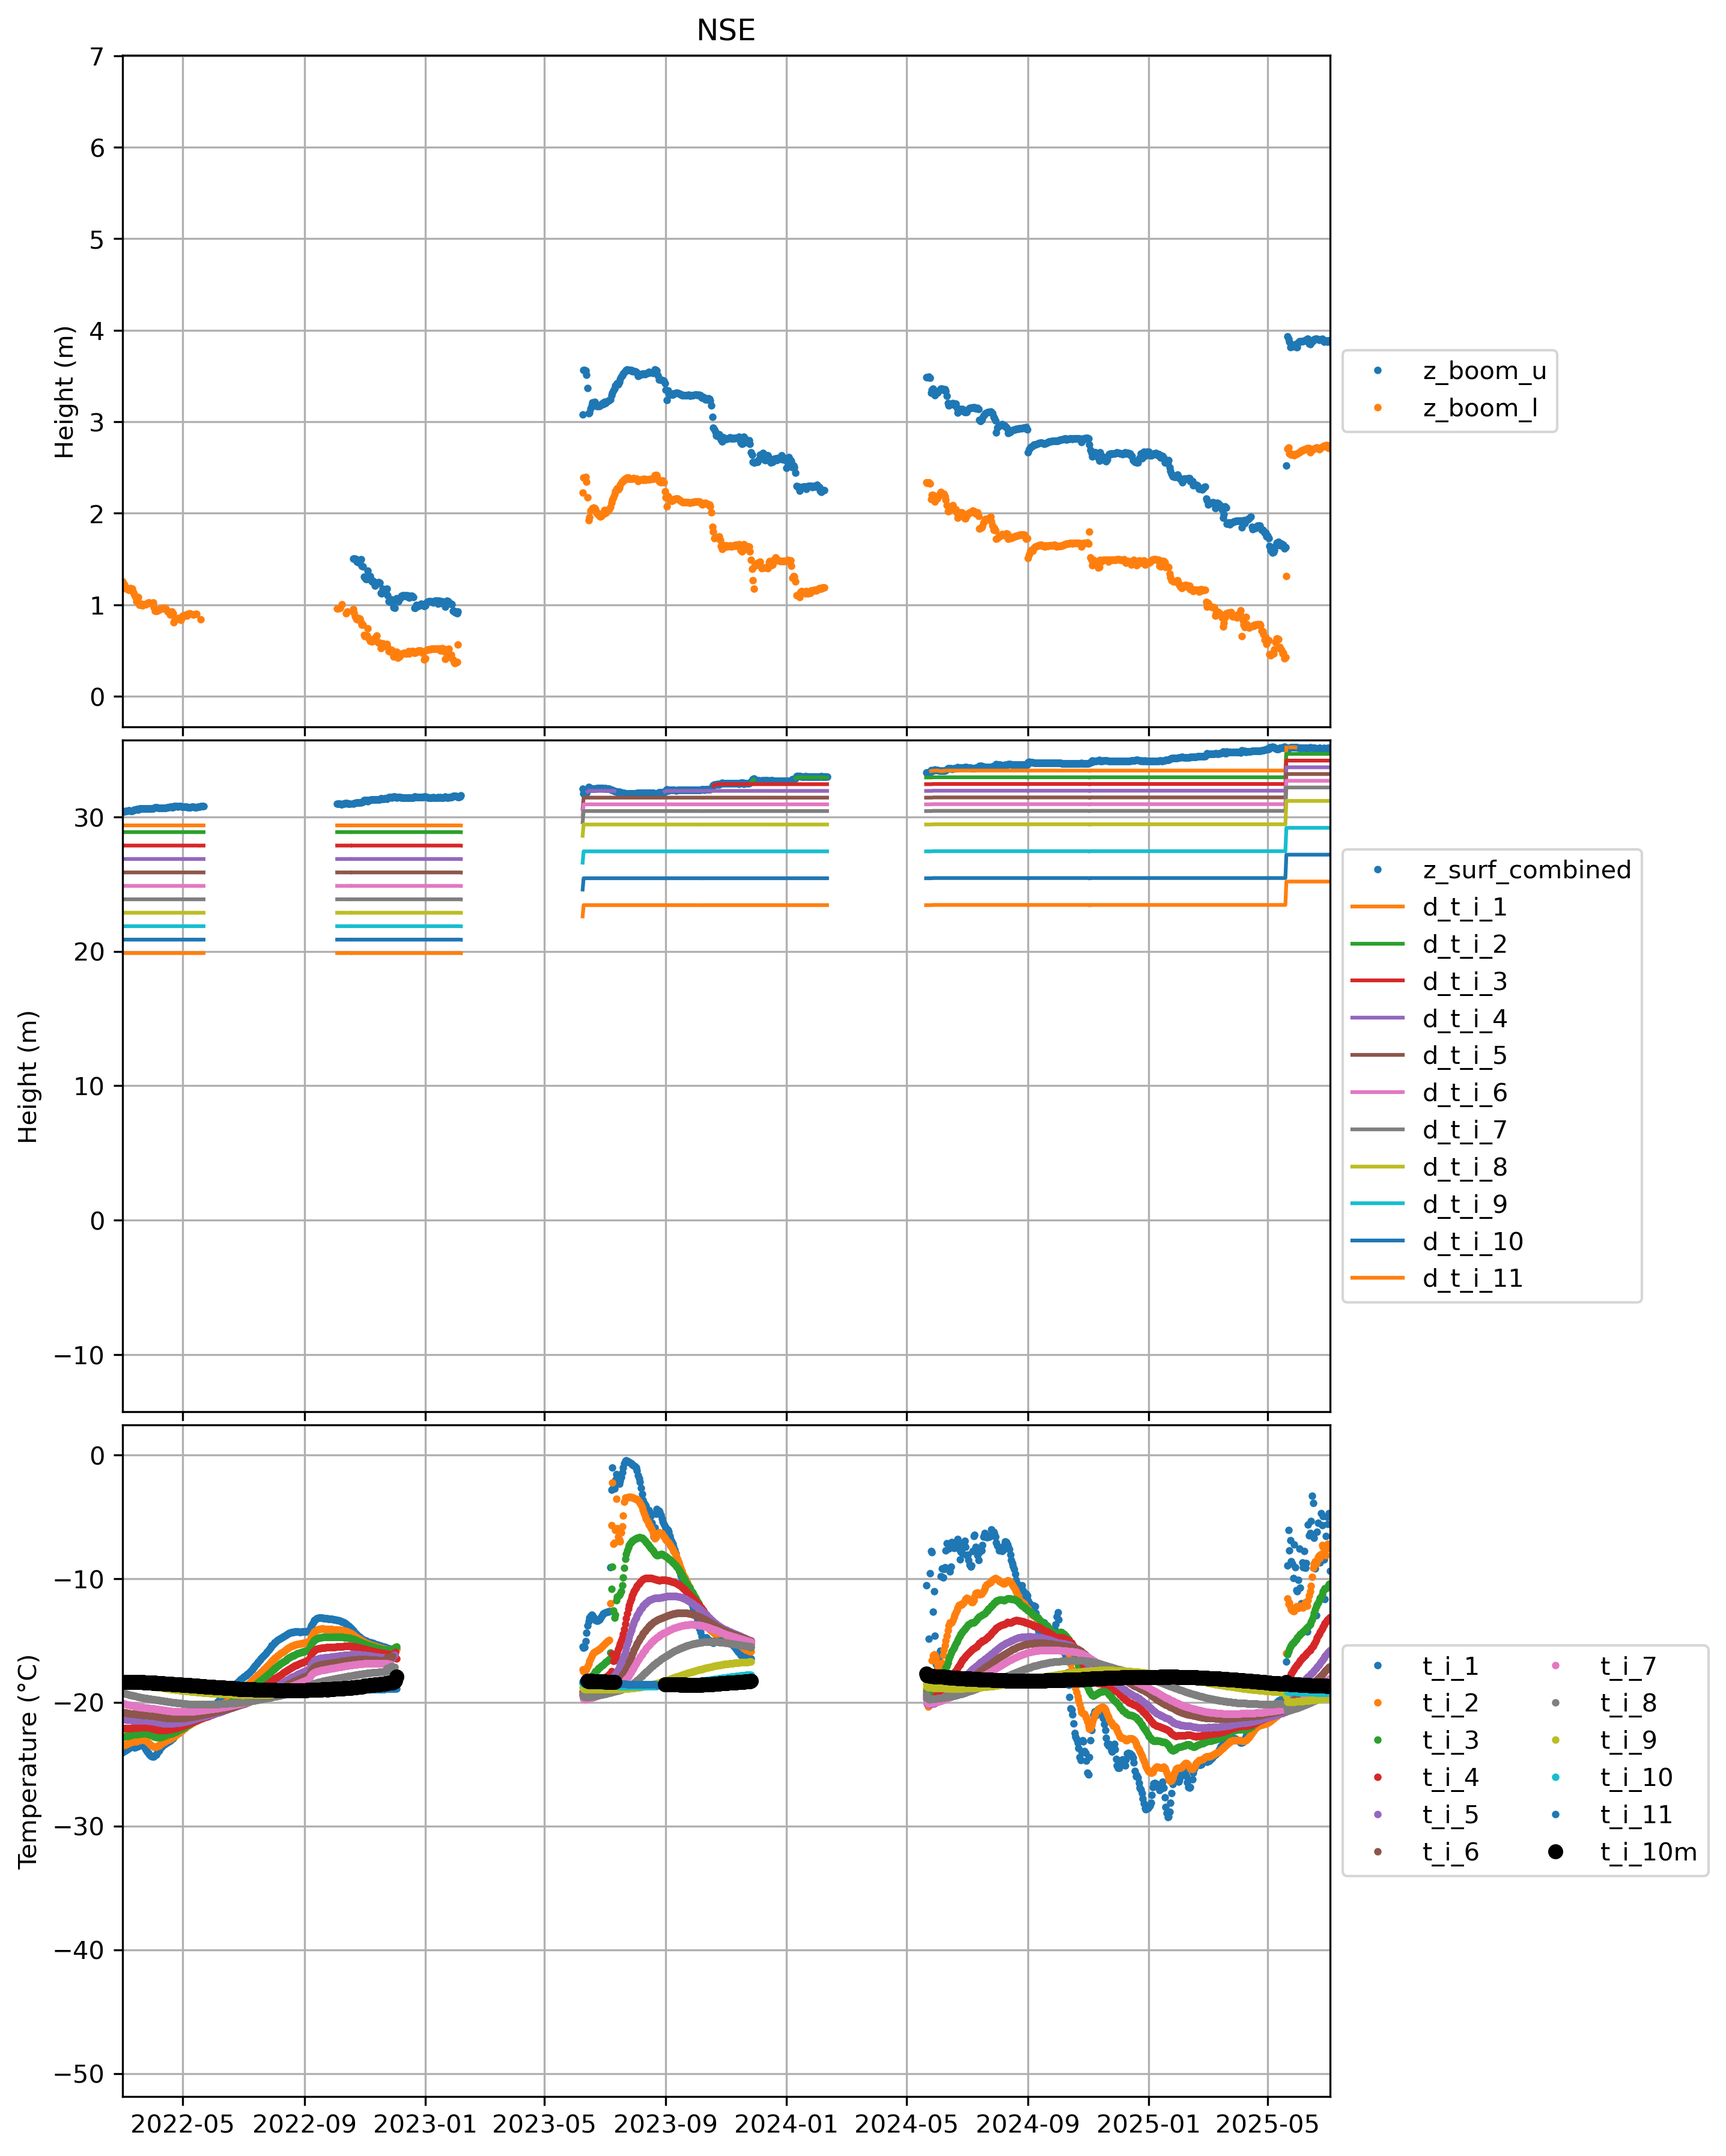 NSE
7
6
5
4
3
2
1
0
Height (m)
z_boom_u
z_boom_l
30
20
10
0
−10
Height (m)
z_surf_combined
d_t_i_1
d_t_i_2
d_t_i_3
d_t_i_4
d_t_i_5
d_t_i_6
d_t_i_7
d_t_i_8
d_t_i_9
d_t_i_10
d_t_i_11
0
−10
−20
−30
−40
−50
Temperature (°C)
t_i_1
t_i_2
t_i_3
t_i_4
t_i_5
t_i_6
t_i_7
t_i_8
t_i_9
t_i_10
t_i_11
t_i_10m
2022-05 2022-09 2023-01 2023-05 2023-09 2024-01 2024-05 2024-09 2025-01 2025-05